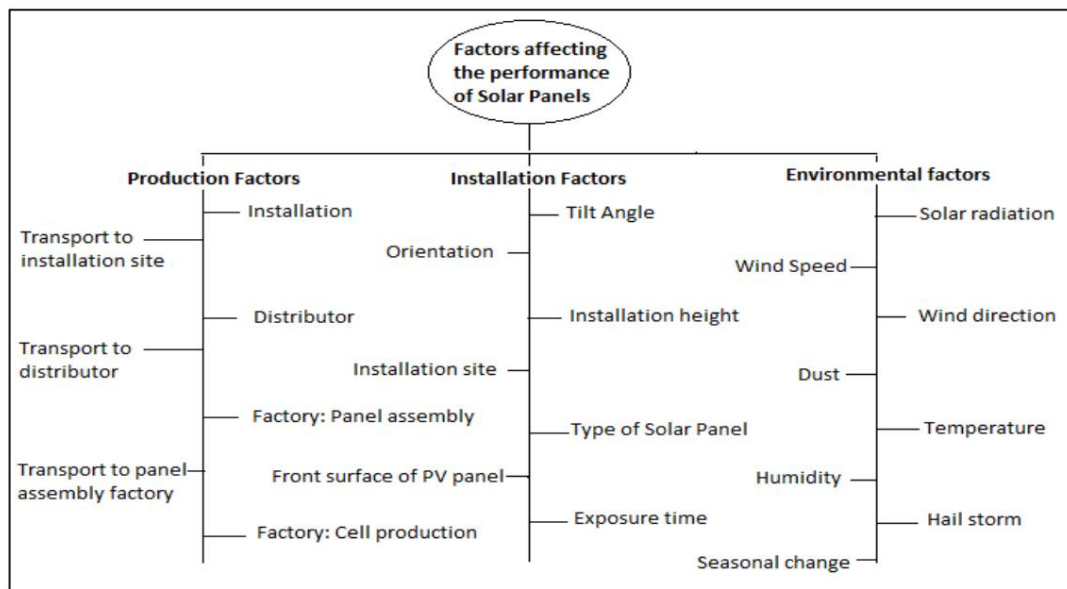 Factors affecting
the performance
of Solar Panels
Production Factors
Installation
Transport to
installation site
Distributor
Transport to
distributor
Factory: Panel assembly
Transport to panel
assembly factory
Factory: Cell production
Installation Factors
Tilt Angle
Orientation
Installation height
Installation site
Type of Solar Panel
Front surface of PV panel
Exposure time
Environmental factors
Solar radiation
Wind Speed
Wind direction
Dust
Temperature
Humidity
Hail storm
Seasonal change